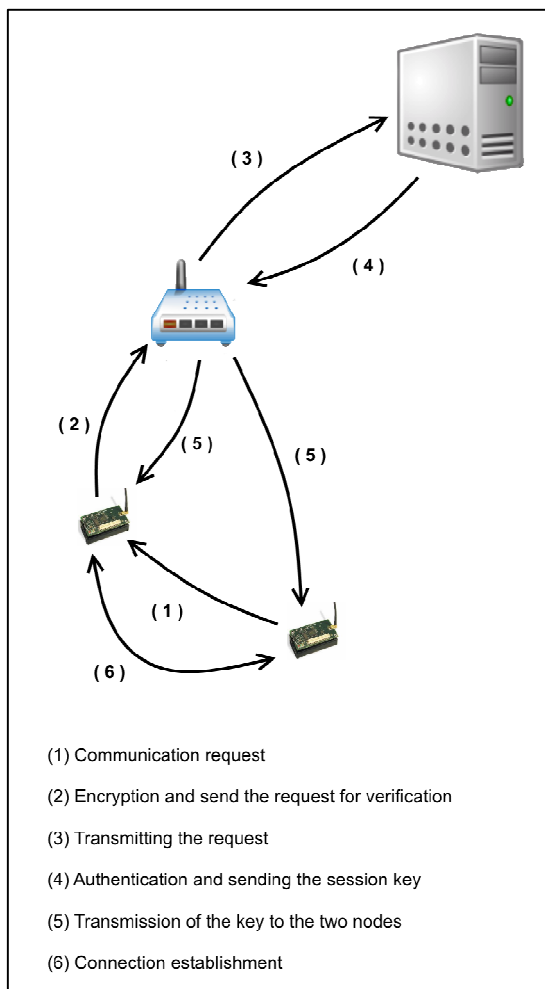 ( 3 )
( 4 )
( 2 )
( 5 )
( 5 )
( 1 )
( 6 )
(1) Communication request
(2) Encryption and send the request for verification
(3) Transmitting the request
(4) Authentication and sending the session key
(5) Transmission of the key to the two nodes
(6) Connection establishment